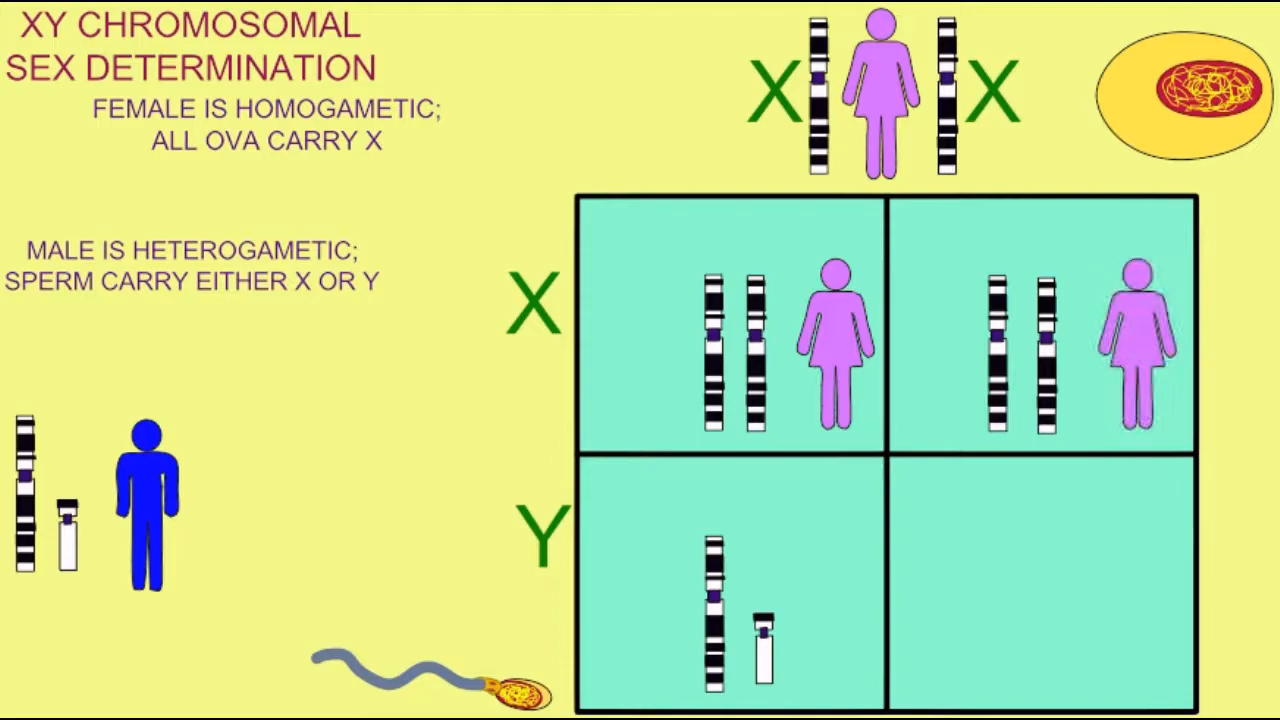 XY CHROMOSOMAL
SEX DETERMINATION
FEMALE IS HOMOGAMETIC;
ALL OVA CARRY X
MALE IS HETEROGAMETIC;
SPERM CARRY EITHER X OR Y
X X
X
Y